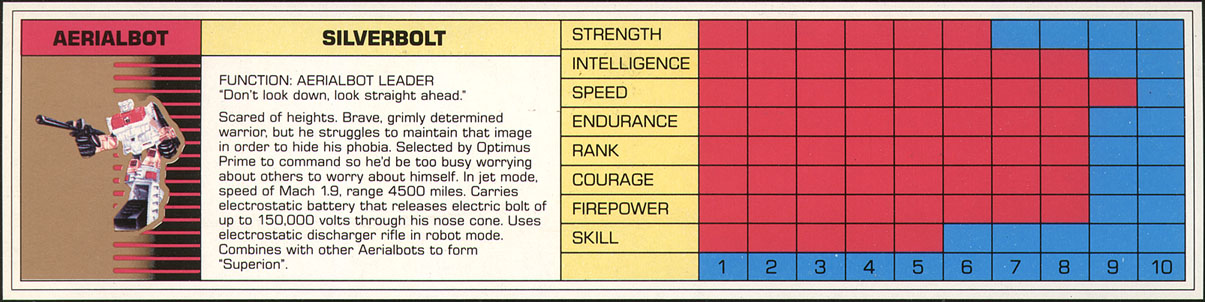 AERIALBOT
SILVERBOLT
FUNCTION: AERIALBOT LEADER
"Don't look down, look straight ahead."
Scared of heights. Brave, grimly determined
warrior, but he struggles to maintain that image
in order to hide his phobia. Selected by Optimus
Prime to command so he'd be too busy worrying
about others to worry about himself. In jet mode,
speed of Mach 1.9, range 4500 miles. Carries
electrostatic battery that releases electric bolt of
up to 150,000 volts through his nose cone. Uses
electrostatic discharger rifle in robot mode.
Combines with other Aerialbots to form
"Superion".
STRENGTH
INTELLIGENCE
SPEED
ENDURANCE
RANK
COURAGE
FIREPOWER
SKILL
1 2 3 4 5 6 7 8 9 10